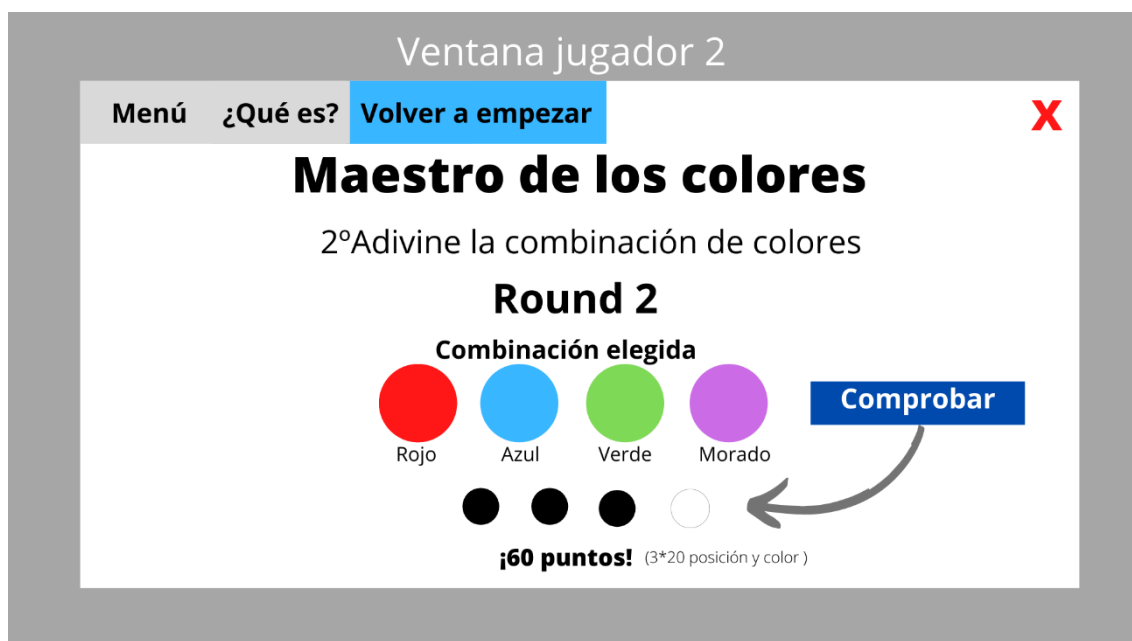 Ventana jugador 2
Menú ¿Qué es? Volver a empezar X
Maestro de los colores
2ºAdivine la combinación de colores
Round 2
Combinación elegida
Comprobar
Rojo Azul Verde Morado
¡60 puntos! (3*20 posición y color )